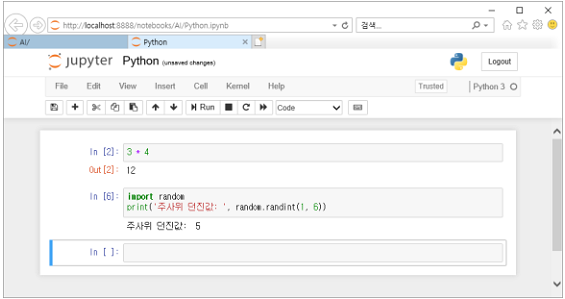 http://localhost:8888/notebooks/AI/Python.ipynb
검색...
AI/
Python
jupyter Python (unsaved changes)
Logout
File Edit View Insert Cell Kernel Help
Trusted
Python 3
Run
Code
In [2]: 3 * 4
Out[2]: 12
In [6]: import random
print('주사위 던진값: ', random.randint(1, 6))
주사위 던진값:  5
In [ ]: